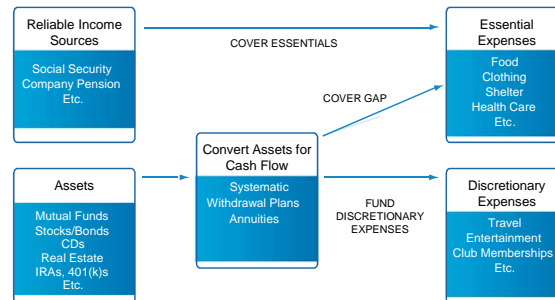 Reliable Income
Sources
Social Security
Company Pension
Etc.
COVER ESSENTIALS
Essential
Expenses
Food
Clothing
Shelter
Health Care
Etc.
COVER GAP
Convert Assets for
Cash Flow
Systematic
Withdrawal Plans
Annuities
Assets
Mutual Funds
Stocks/Bonds
CDs
Real Estate
IRAs, 401(k)s
Etc.
FUND
DISCRETIONARY
EXPENSES
Discretionary
Expenses
Travel
Entertainment
Club Memberships
Etc.